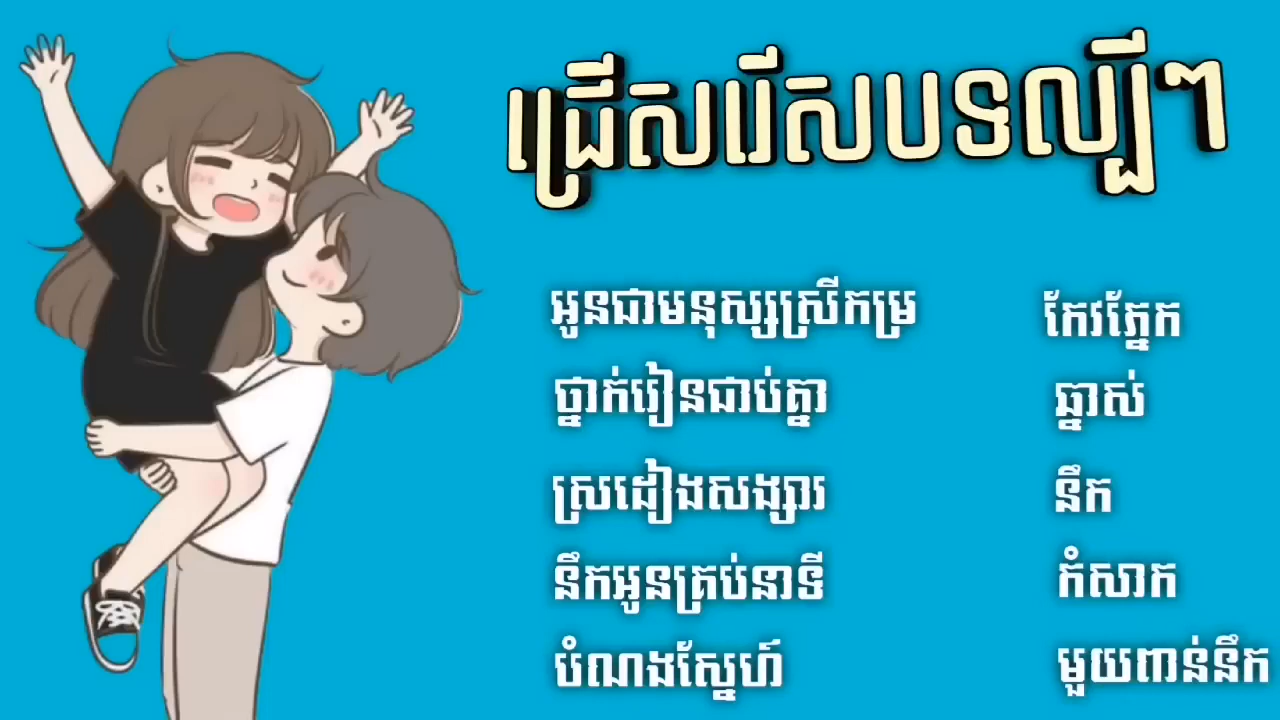 ជ្រើសរើសបទល្បីៗ
អូនជាមនុស្សស្រីកម្រ
ថ្នាក់រៀនជាប់គ្នា
ស្រដៀងសង្សារ
នឹកអូនគ្រប់នាទី
បំណងស្នែហ៍
កែវភ្នែក
ឆ្នាស់
នឹក
កំសាក
មួយពាន់នឹក